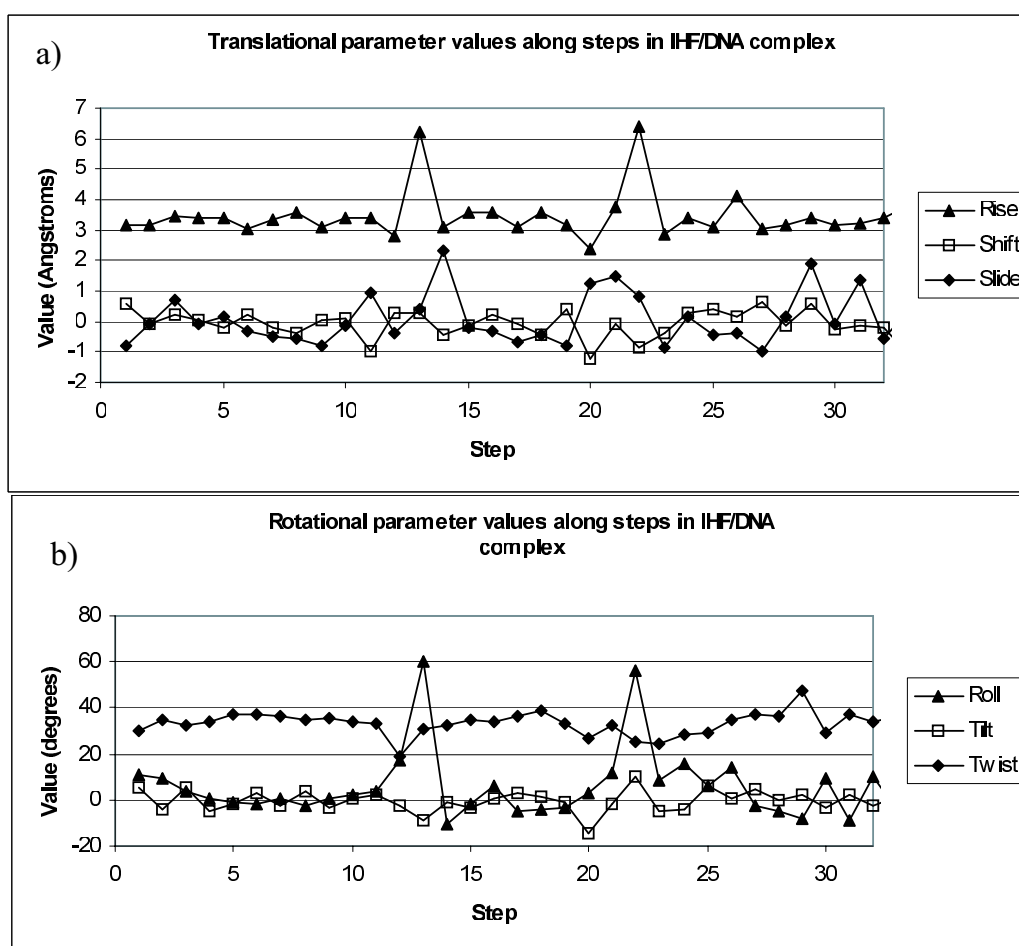 a)
Translational parameter values along steps in IHF/DNA complex
Value (Angstroms)
7
6
5
4
3
2
1
0
-1
-2
0 5 10 15 20 25 30
Step
Rise
Shift
Slide
b)
Rotational parameter values along steps in IHF/DNA
complex
Value (degrees)
80
60
40
20
0
-20
0 5 10 15 20 25 30
Step
Roll
Tilt
Twist